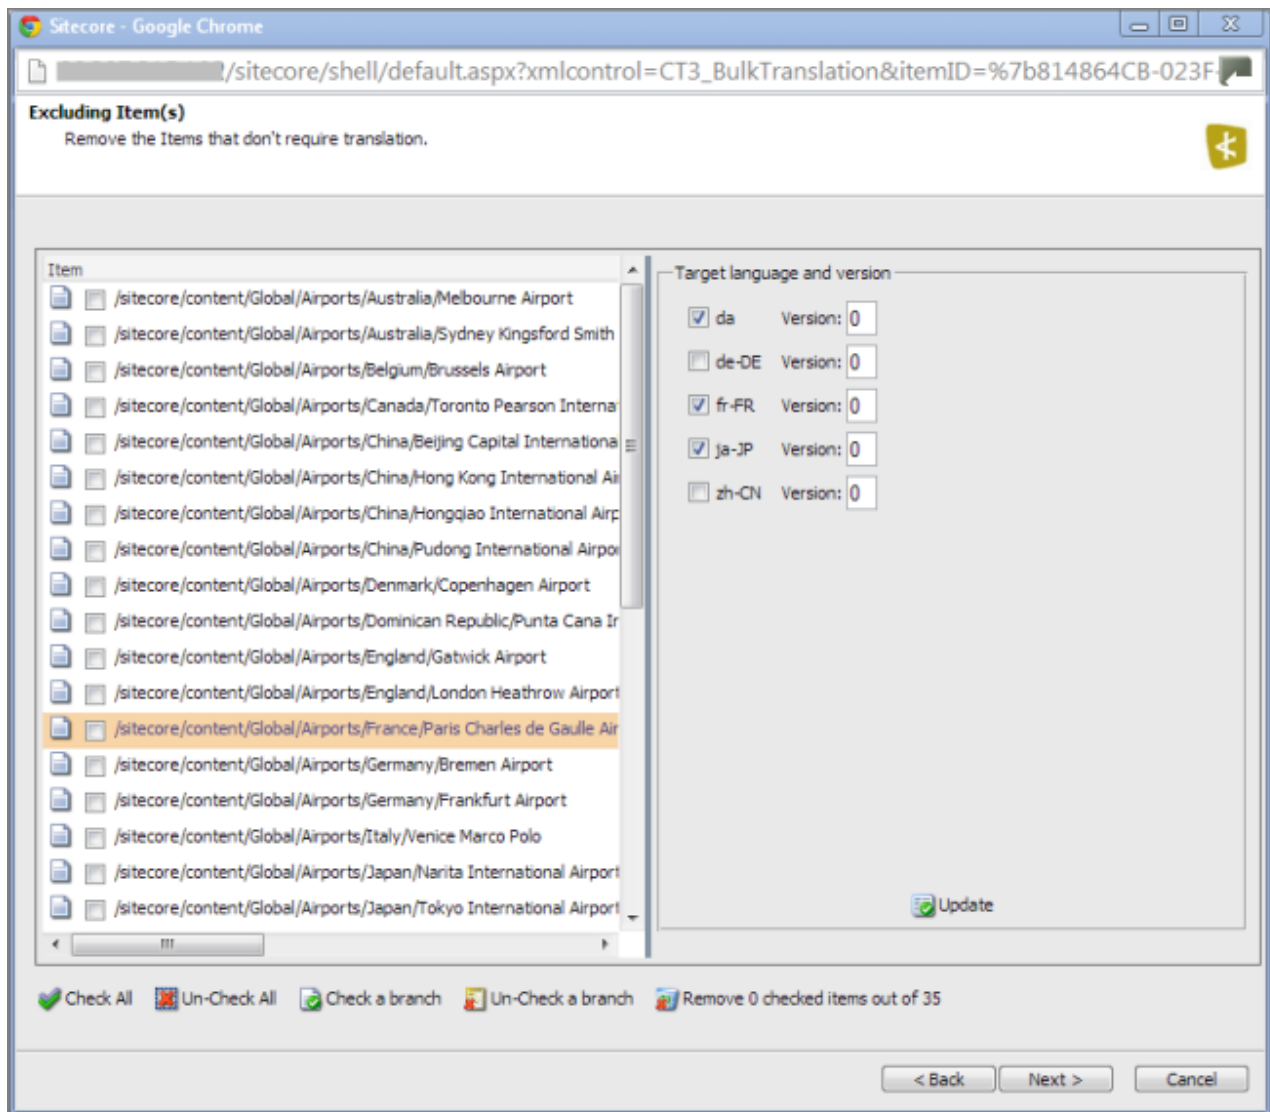 Sitecore - Google Chrome
/sitecore/shell/default.aspx?xmlcontrol=CT3_BulkTranslation&itemID=%7b814864CB-023F-
Excluding Item(s)
Remove the Items that don't require translation.
Item
/sitecore/content/Global/Airports/Australia/Melbourne Airport
/sitecore/content/Global/Airports/Australia/Sydney Kingsford Smith
/sitecore/content/Global/Airports/Belgium/Brussels Airport
/sitecore/content/Global/Airports/Canada/Toronto Pearson Interna
/sitecore/content/Global/Airports/China/Beijing Capital Internationa
/sitecore/content/Global/Airports/China/Hong Kong International Ai
/sitecore/content/Global/Airports/China/Hongqiao International Airp
/sitecore/content/Global/Airports/China/Pudong International Airpo
/sitecore/content/Global/Airports/Denmark/Copenhagen Airport
/sitecore/content/Global/Airports/Dominican Republic/Punta Cana Ir
/sitecore/content/Global/Airports/England/Gatwick Airport
/sitecore/content/Global/Airports/England/London Heathrow Airport
/sitecore/content/Global/Airports/France/Paris Charles de Gaulle Air
/sitecore/content/Global/Airports/Germany/Bremen Airport
/sitecore/content/Global/Airports/Germany/Frankfurt Airport
/sitecore/content/Global/Airports/Italy/Venice Marco Polo
/sitecore/content/Global/Airports/Japan/Narita International Airport
/sitecore/content/Global/Airports/Japan/Tokyo International Airport
Target language and version
da Version: 0
de-DE Version: 0
fr-FR Version: 0
ja-JP Version: 0
zh-CN Version: 0
Update
Check All Un-Check All Check a branch Un-Check a branch Remove 0 checked items out of 35
< Back Next > Cancel